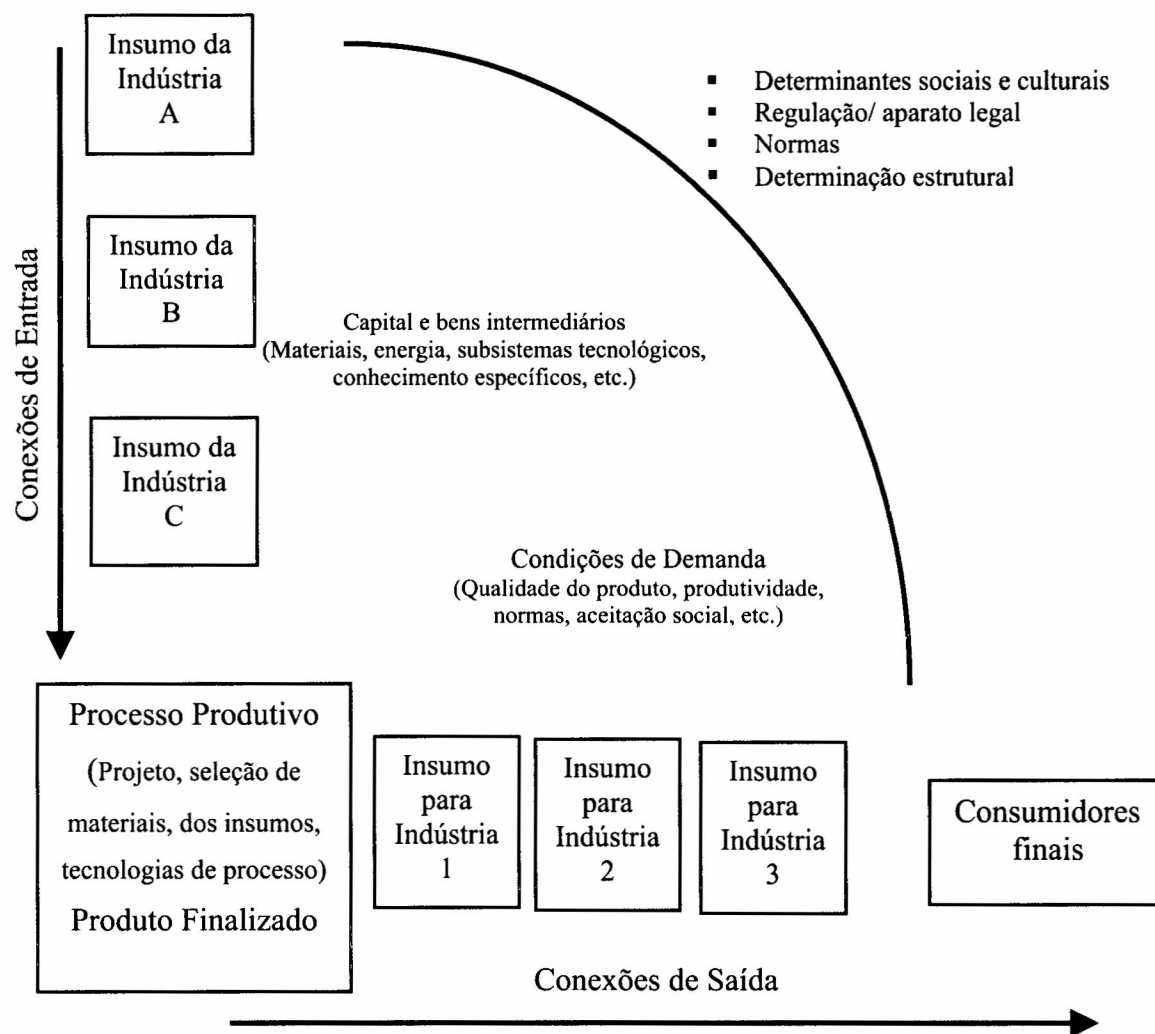 Insumo da
Indústria
A
▪ Determinantes sociais e culturais
▪ Regulação/ aparato legal
▪ Normas
▪ Determinação estrutural
Conexões de Entrada
Insumo da
Indústria
B
Capital e bens intermediários
(Materiais, energia, subsistemas tecnológicos,
conhecimento específicos, etc.)
Insumo da
Indústria
C
Condições de Demanda
(Qualidade do produto, produtividade,
normas, aceitação social, etc.)
Processo Produtivo
(Projeto, seleção de
materiais, dos insumos,
tecnologias de processo)
Produto Finalizado
Insumo
para
Indústria
1
Insumo
para
Indústria
2
Insumo
para
Indústria
3
Consumidores
finais
Conexões de Saída